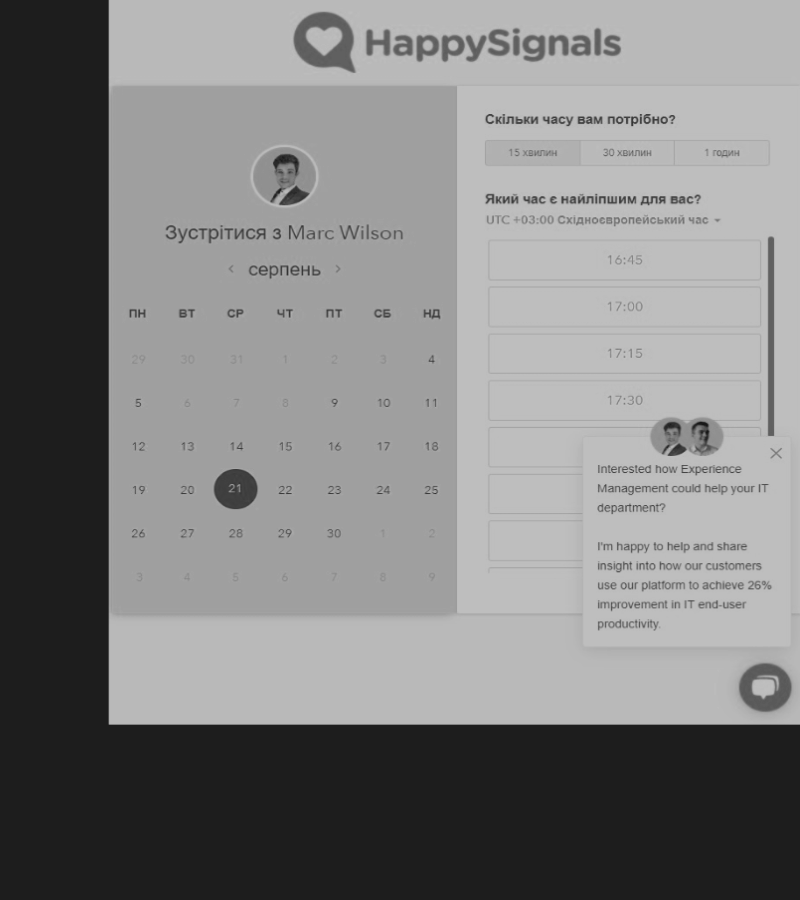 HappySignals
Зустрітися з Marc Wilson
серпень
ПН ВТ СР ЧТ ПТ СБ НД
29 30 31 1 2 3 4
5 6 7 8 9 10 11
12 13 14 15 16 17 18
19 20 21 22 23 24 25
26 27 28 29 30 1 2
3 4 5 6 7 8 9
Скільки часу вам потрібно?
15 хвилин 30 хвилин 1 годин
Який час є найліпшим для вас?
UTC +03:00 Східноєвропейський час
16:45
17:00
17:15
17:30
Interested how Experience
Management could help your IT
department?
I'm happy to help and share
insight into how our customers
use our platform to achieve 26%
improvement in IT end-user
productivity.